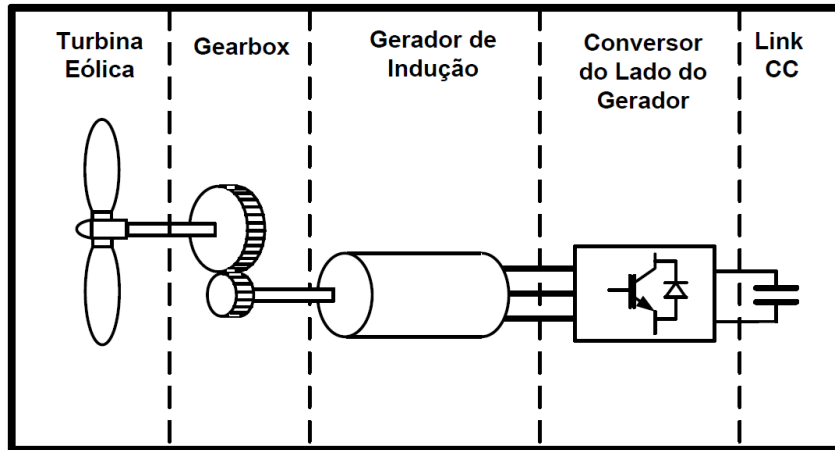 Turbina
Eólica
Gearbox
Gerador de
Indução
Conversor
do Lado do
Gerador
Link
CC